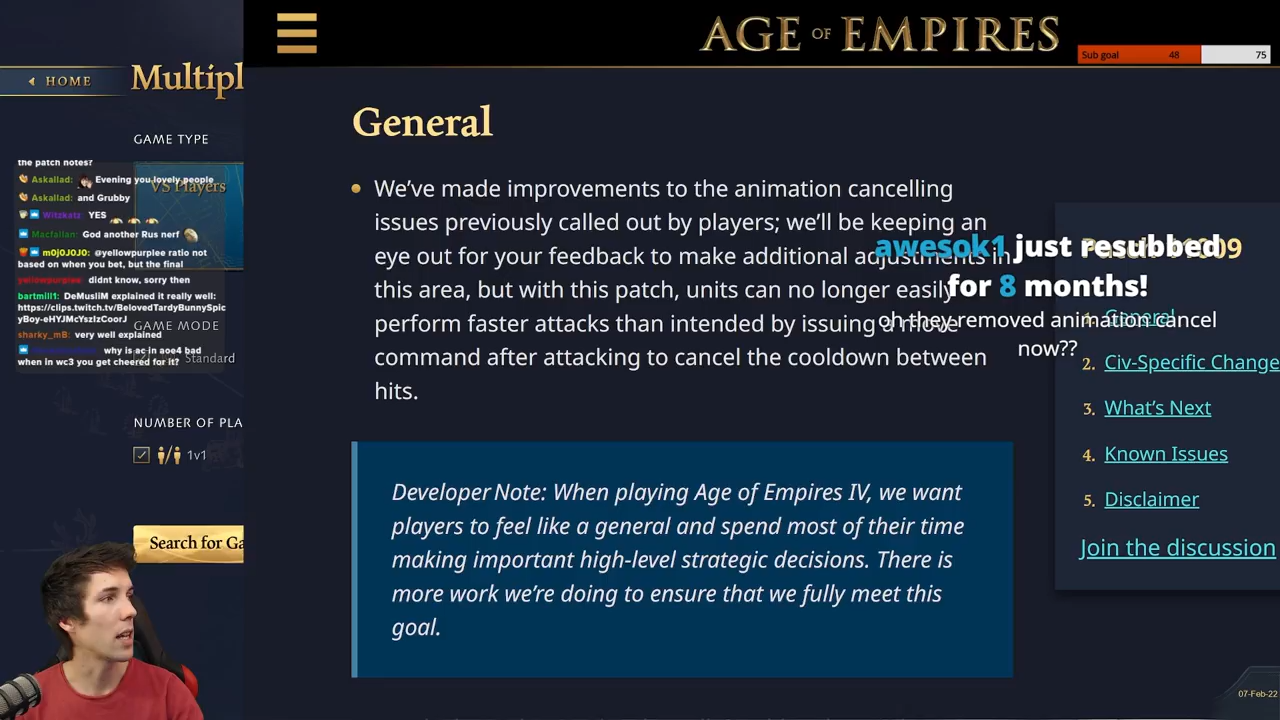 AGE OF EMPIRES
Sub goal 48 75
HOME
Multipl
GAME TYPE
VS Players
the patch notes?
Askallad: Evening you lovely people
Askallad: and Grubby
Witzkatz: YES
Macfallan: God another Rus nerf
m0j0J0J0: @yellowpurplee ratio not
based on when you bet, but the final
yellowpurplee: didnt know, sorry then
bartmill1: DeMusliM explained it really well:
https://clips.twitch.tv/BelovedTardyBunnySpic
yBoy-eHYJMcYszIzCoorJ
sharky_mB: very well explained
why is ac in aoe4 bad
when in wc3 you get cheered for it?
GAME MODE
Standard
NUMBER OF PLA
1v1
Search for Ga
General
We’ve made improvements to the animation cancelling
issues previously called out by players; we’ll be keeping an
eye out for your feedback to make additional adjustments in
this area, but with this patch, units can no longer easily
perform faster attacks than intended by issuing a move
command after attacking to cancel the cooldown between
hits.
Developer Note: When playing Age of Empires IV, we want
players to feel like a general and spend most of their time
making important high-level strategic decisions. There is
more work we’re doing to ensure that we fully meet this
goal.
awesok1 just resubbed
for 8 months!
oh they removed animation cancel
now??
1. General
2. Civ-Specific Change
3. What’s Next
4. Known Issues
5. Disclaimer
Join the discussion
07-Feb-22